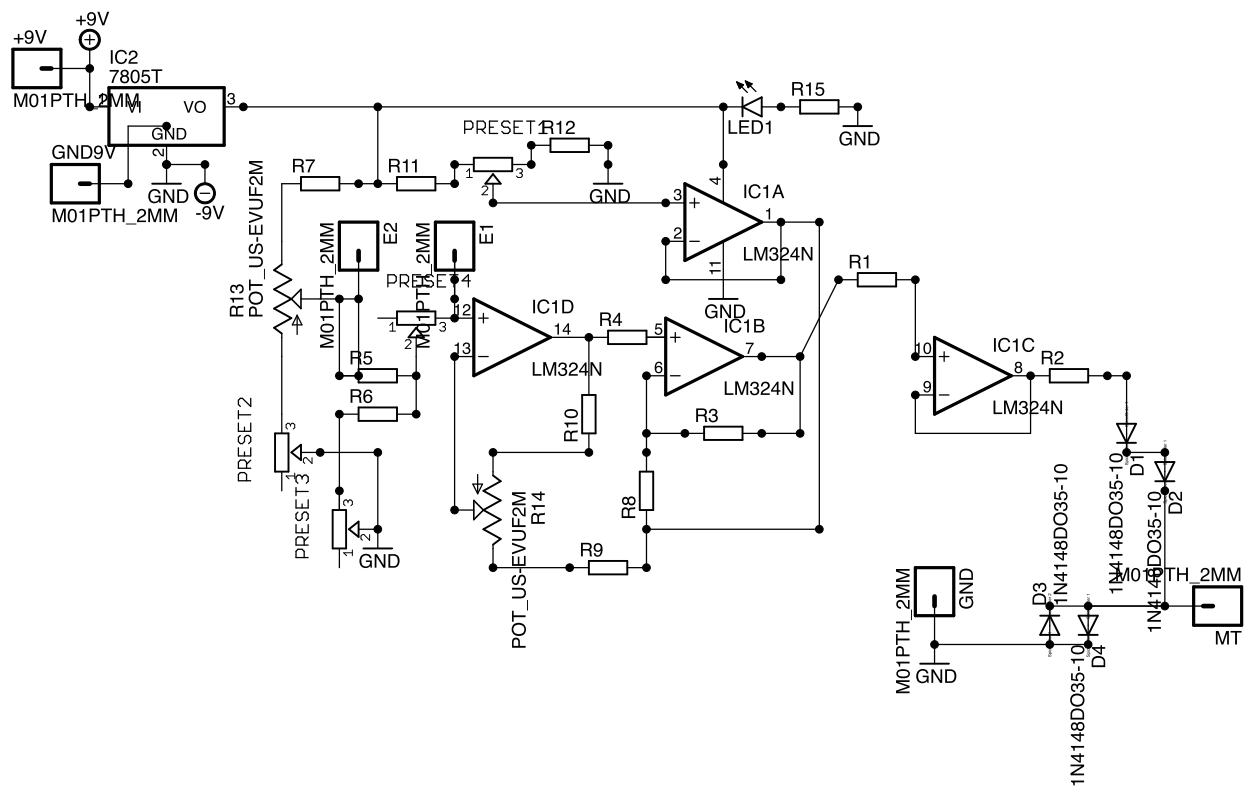 +9V
+9V
IC2
7805T
M01PTH_2MM
1
VI
VO
3
GND
2
GND9V
M01PTH_2MM
GND
-9V
LED1
R15
GND
PRESET1
R12
1
3
2
GND
R7
R11
POT_US-EVUF2M
R13
M01PTH_2MM
E2
M01PTH_2MM
E1
PRESET4
1
3
2
4
3
+
2
-
11
1
IC1A
LM324N
GND
12
+
13
-
14
IC1D
LM324N
R4
5
+
6
-
7
IC1B
LM324N
R1
10
+
9
-
8
IC1C
LM324N
R2
R5
R6
R10
R3
R8
R9
R14
POT_US-EVUF2M
PRESET2
3
2
1
PRESET3
3
2
1
GND
D1
1N4148DO35-10
D2
1N4148DO35-10
D3
1N4148DO35-10
D4
1N4148DO35-10
M01PTH_2MM
MT
M01PTH_2MM
GND
GND